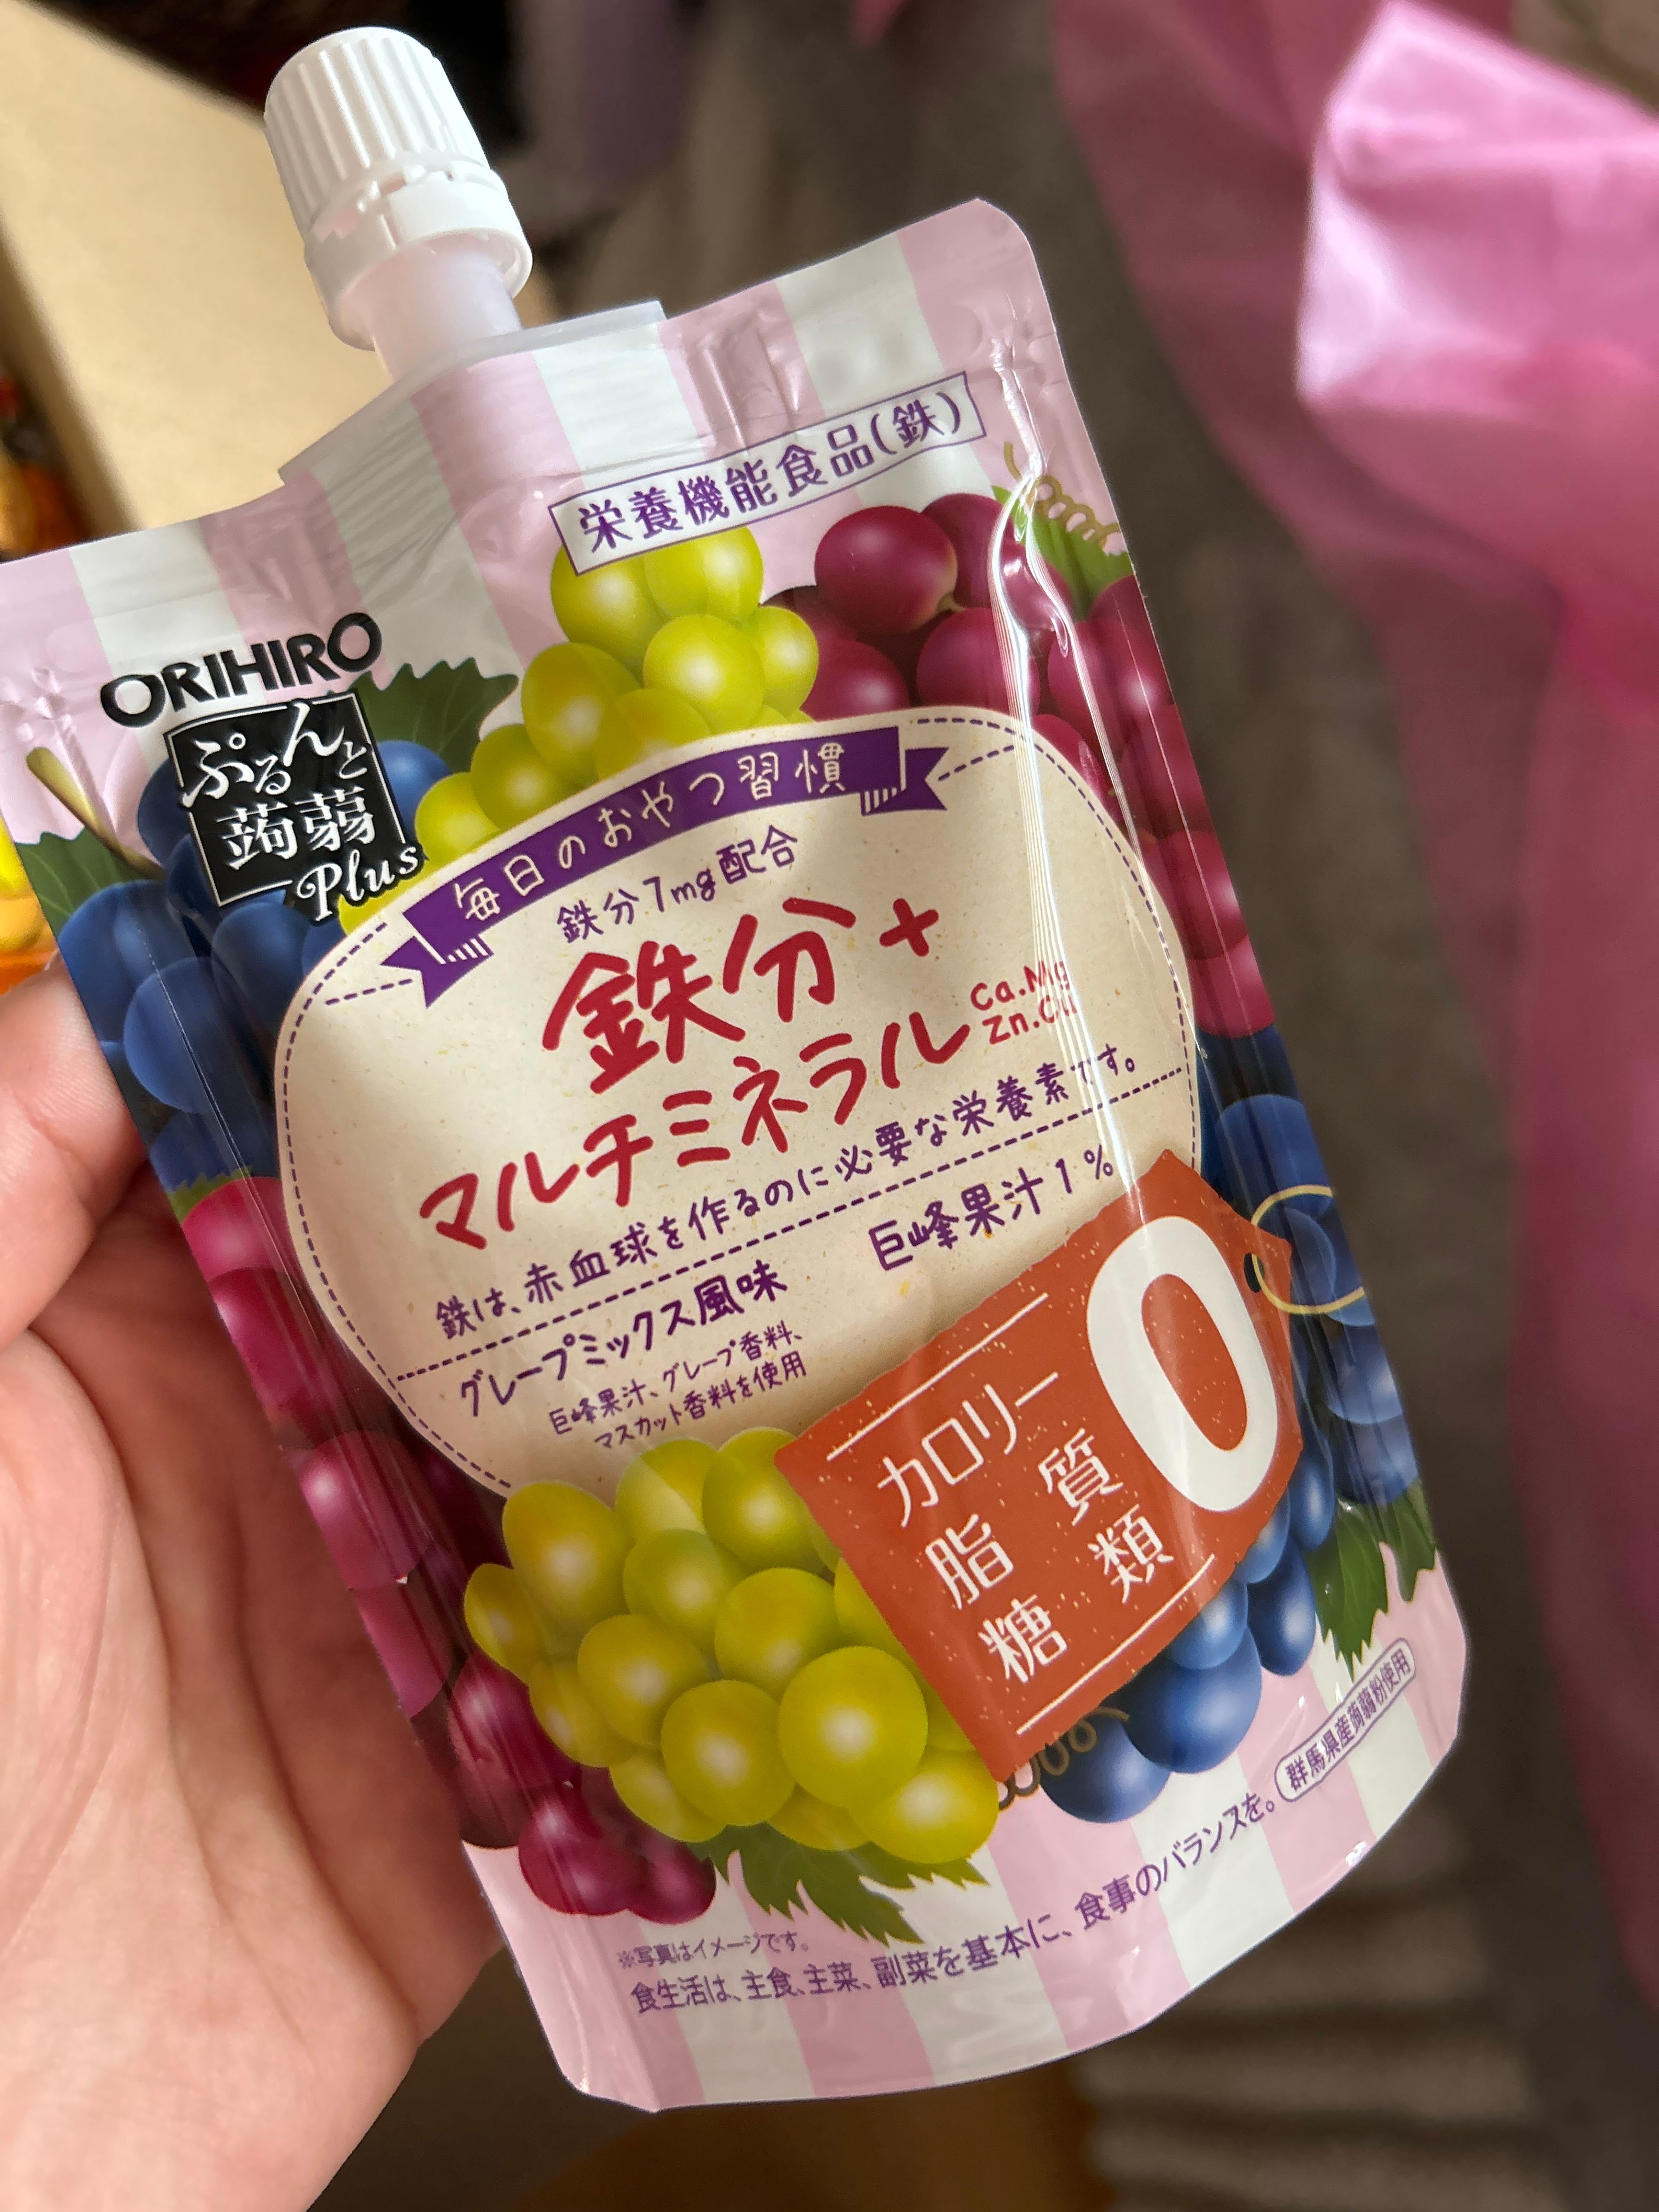 栄養機能食品(鉄)
ORIHIRO
ぷるんと
蒟蒻
Plus
毎日のおやつ習慣
鉄分7mg配合
鉄分+
マルチミネラル
Ca.Mg
Zn.Cu
鉄は、赤血球を作るのに必要な栄養素です。
グレープミックス風味
巨峰果汁1%
巨峰果汁、グレープ香料、
マスカット香料を使用
カロリー
脂質
糖類
0
群馬県産蒟蒻粉使用
※写真はイメージです。
食生活は、主食、主菜、副菜を基本に、食事のバランスを。